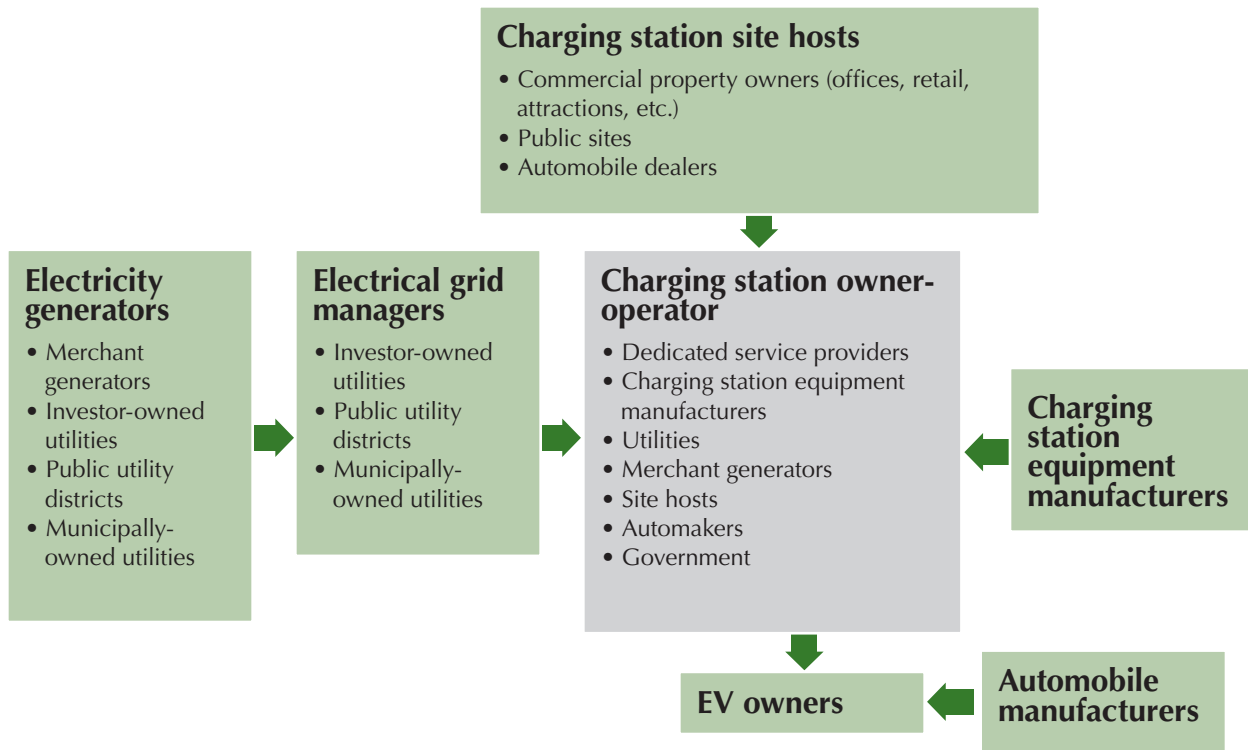 Charging station site hosts
• Commercial property owners (offices, retail,
attractions, etc.)
• Public sites
• Automobile dealers
Electricity
generators
• Merchant
generators
• Investor-owned
utilities
• Public utility
districts
• Municipally-
owned utilities
Electrical grid
managers
• Investor-owned
utilities
• Public utility
districts
• Municipally-
owned utilities
Charging station owner-
operator
• Dedicated service providers
• Charging station equipment
manufacturers
• Utilities
• Merchant generators
• Site hosts
• Automakers
• Government
Charging
station
equipment
manufacturers
EV owners
Automobile
manufacturers